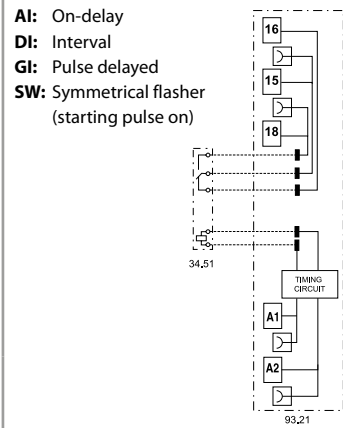 AI: On-delay
DI: Interval
GI: Pulse delayed
SW: Symmetrical flasher
(starting pulse on)
16
15
18
34.51
TIMING
CIRCUIT
A1
A2
93.21